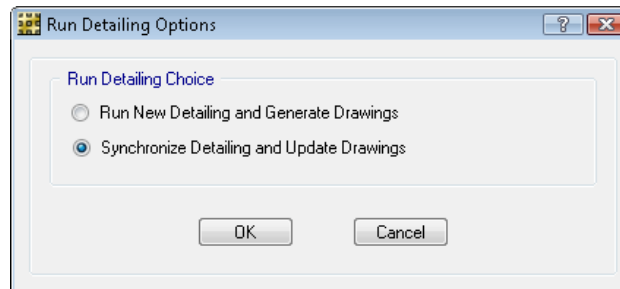 Run Detailing Options
?
Run Detailing Choice
Run New Detailing and Generate Drawings
Synchronize Detailing and Update Drawings
OK Cancel